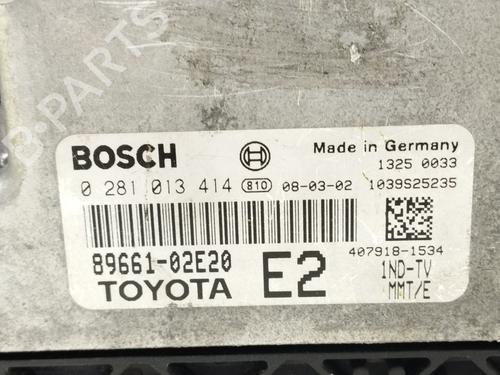 B-PARTS
BOSCH
Made in Germany
1325 0033
0 281 013 414 810 08-03-02 1039S25235
407918-1534
89661-02E20
E2
1ND-TV
TOYOTA
MMT/E